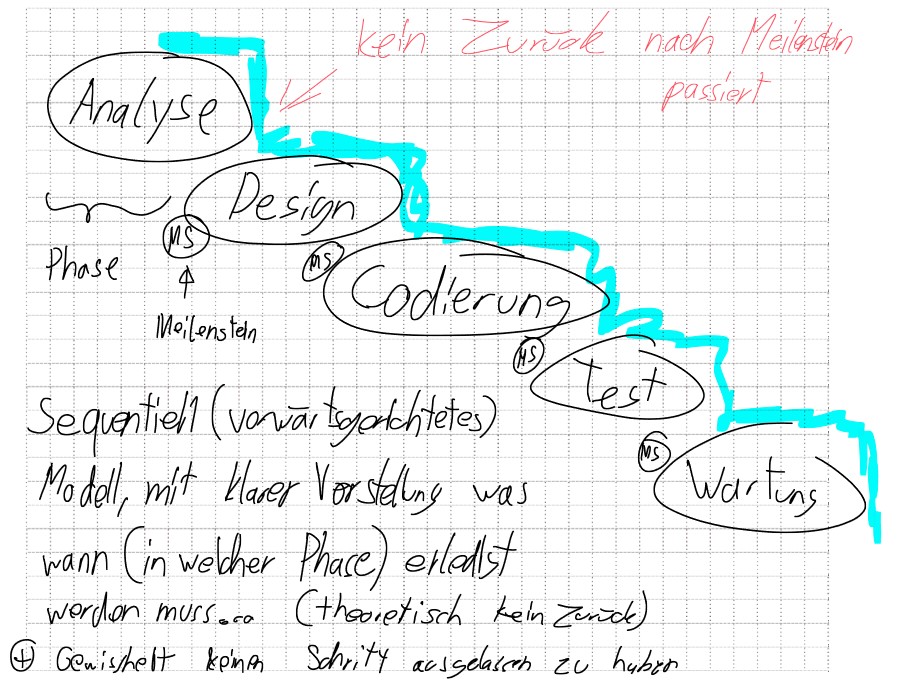 kein Zurück nach Meilenstein
passiert
Analyse
Design
MS
Phase
MS
Codierung
Meilenstein
MS
test
Sequentiell (vorwärtsgerichtetes)
MS
Modell, mit klarer Vorstellung was
Wartung
wann (in welcher Phase) erledigt
werden muss... (theoretisch kein Zurück)
+ Gewissheit keinen Schritt ausgelassen zu haben